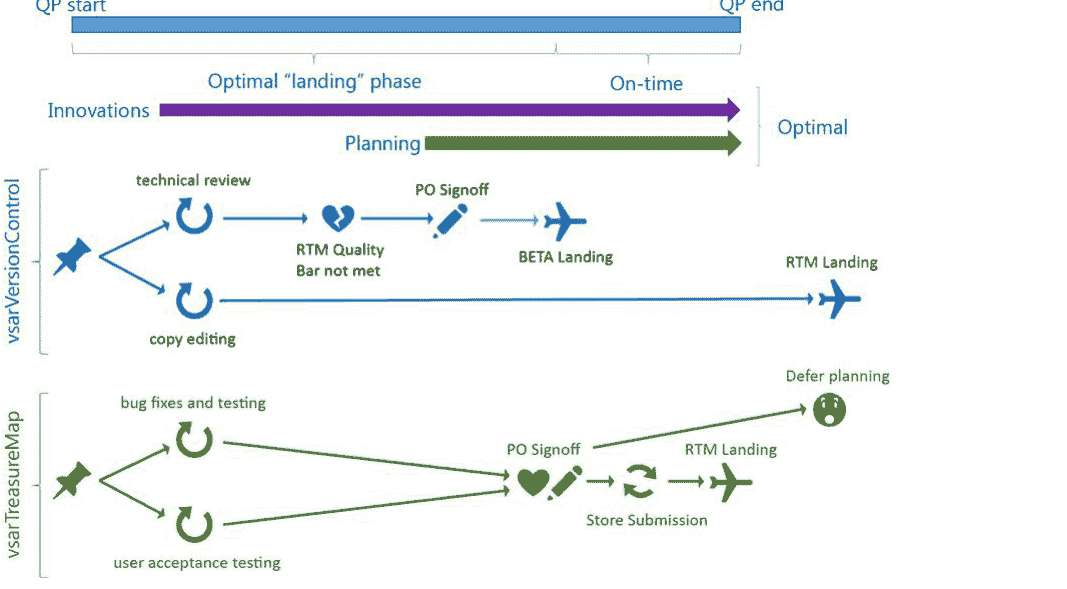 QP start
QP end
Optimal “landing” phase
On-time
Innovations
Planning
Optimal
vsarVersionControl
technical review
RTM Quality
Bar not met
PO Signoff
BETA Landing
RTM Landing
copy editing
vsarTreasureMap
bug fixes and testing
Defer planning
PO Signoff
RTM Landing
Store Submission
user acceptance testing